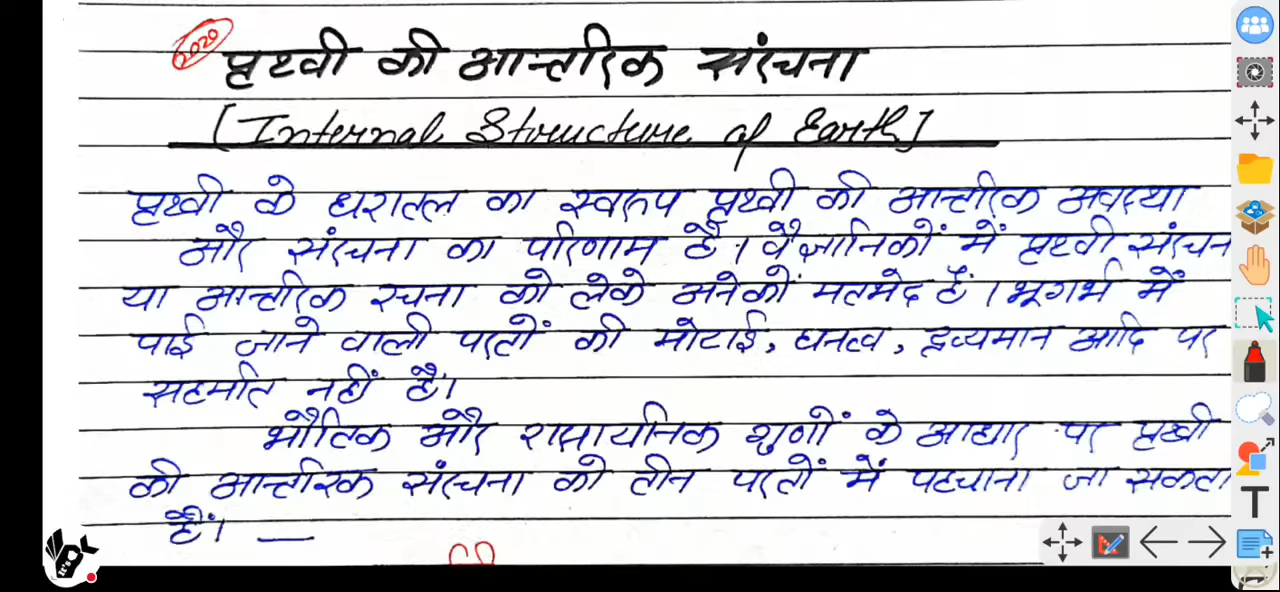 2020
पृथ्वी की आन्तरिक संरचना
[Internal Structure of Earth]
पृथ्वी के धरातल का स्वरुप पृथ्वी की आन्तरिक अवस्था
और संरचना का परिणाम है। वैज्ञानिकों में पृथ्वी संरचन
या आन्तरिक रचना को लेके अनेकों मतभेद हैं। भूगर्भ में
पाई जाने वाली परतों की मोटाई, घनत्व, द्रव्यमान आदि पर
सहमति नहीं है।
भौतिक और रासायनिक गुणों के आधार पर पृथ्वी
की आन्तरिक संरचना को तीन परतों में पहचाना जा सकता
है। —
It's OK
T